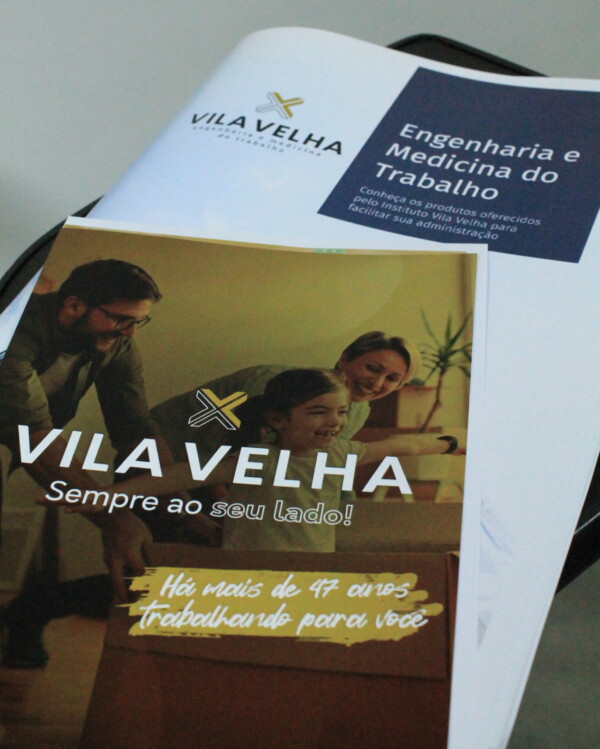 VILA VELHA
engenharia e medicina
do trabalho
Engenharia e
Medicina do
Trabalho
Conheça os produtos oferecidos
pelo Instituto Vila Velha para
facilitar sua administração
VILA VELHA
Sempre ao seu lado!
Há mais de 47 anos
trabalhando para você